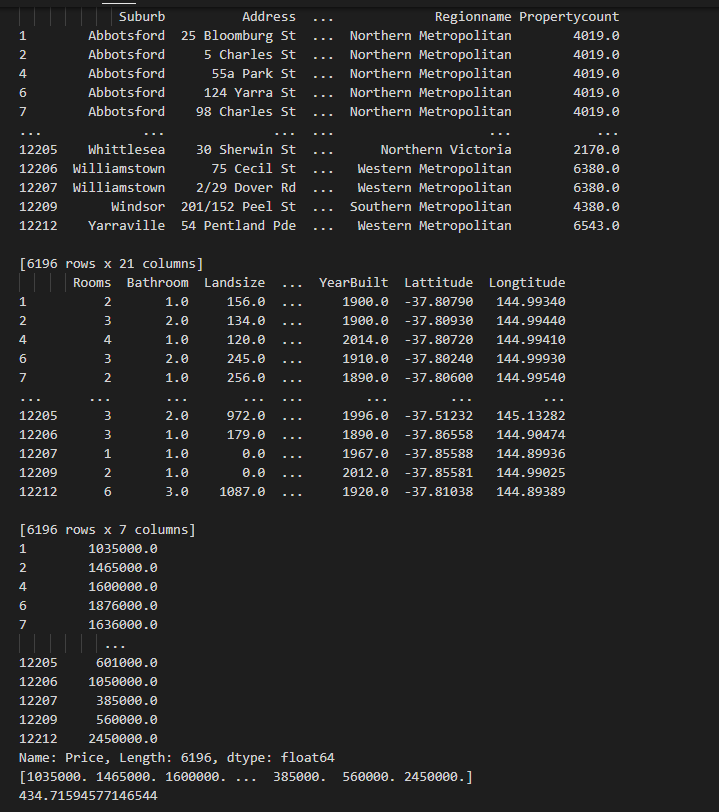 Suburb Address ... Regionname Propertycount
1 Abbotsford 25 Bloomburg St ... Northern Metropolitan 4019.0
2 Abbotsford 5 Charles St ... Northern Metropolitan 4019.0
4 Abbotsford 55a Park St ... Northern Metropolitan 4019.0
6 Abbotsford 124 Yarra St ... Northern Metropolitan 4019.0
7 Abbotsford 98 Charles St ... Northern Metropolitan 4019.0
... ... ... ... ... ...
12205 Whittlesea 30 Sherwin St ... Northern Victoria 2170.0
12206 Williamstown 75 Cecil St ... Western Metropolitan 6380.0
12207 Williamstown 2/29 Dover Rd ... Western Metropolitan 6380.0
12209 Windsor 201/152 Peel St ... Southern Metropolitan 4380.0
12212 Yarraville 54 Pentland Pde ... Western Metropolitan 6543.0
[6196 rows x 21 columns]
Rooms Bathroom Landsize ... YearBuilt Lattitude Longtitude
1 2 1.0 156.0 ... 1900.0 -37.80790 144.99340
2 3 2.0 134.0 ... 1900.0 -37.80930 144.99440
4 4 1.0 120.0 ... 2014.0 -37.80720 144.99410
6 3 2.0 245.0 ... 1910.0 -37.80240 144.99930
7 2 1.0 256.0 ... 1890.0 -37.80600 144.99540
... ... ... ... ... ... ... ...
12205 3 2.0 972.0 ... 1996.0 -37.51232 145.13282
12206 3 1.0 179.0 ... 1890.0 -37.86558 144.90474
12207 1 1.0 0.0 ... 1967.0 -37.85588 144.89936
12209 2 1.0 0.0 ... 2012.0 -37.85581 144.99025
12212 6 3.0 1087.0 ... 1920.0 -37.81038 144.89389
[6196 rows x 7 columns]
1 1035000.0
2 1465000.0
4 1600000.0
6 1876000.0
7 1636000.0
...
12205 601000.0
12206 1050000.0
12207 385000.0
12209 560000.0
12212 2450000.0
Name: Price, Length: 6196, dtype: float64
[1035000. 1465000. 1600000. ... 385000. 560000. 2450000.]
434.71594577146544